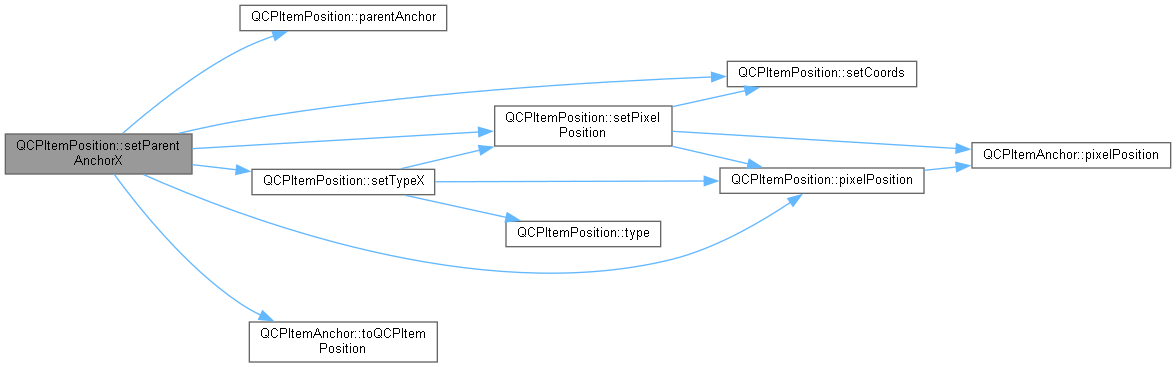 QCPItemPosition::parentAnchor
QCPItemPosition::setCoords
QCPItemPosition::setPixel
Position
QCPItemPosition::setParent
AnchorX
QCPItemAnchor::pixelPosition
QCPItemPosition::setTypeX
QCPItemPosition::pixelPosition
QCPItemPosition::type
QCPItemAnchor::toQCPItem
Position